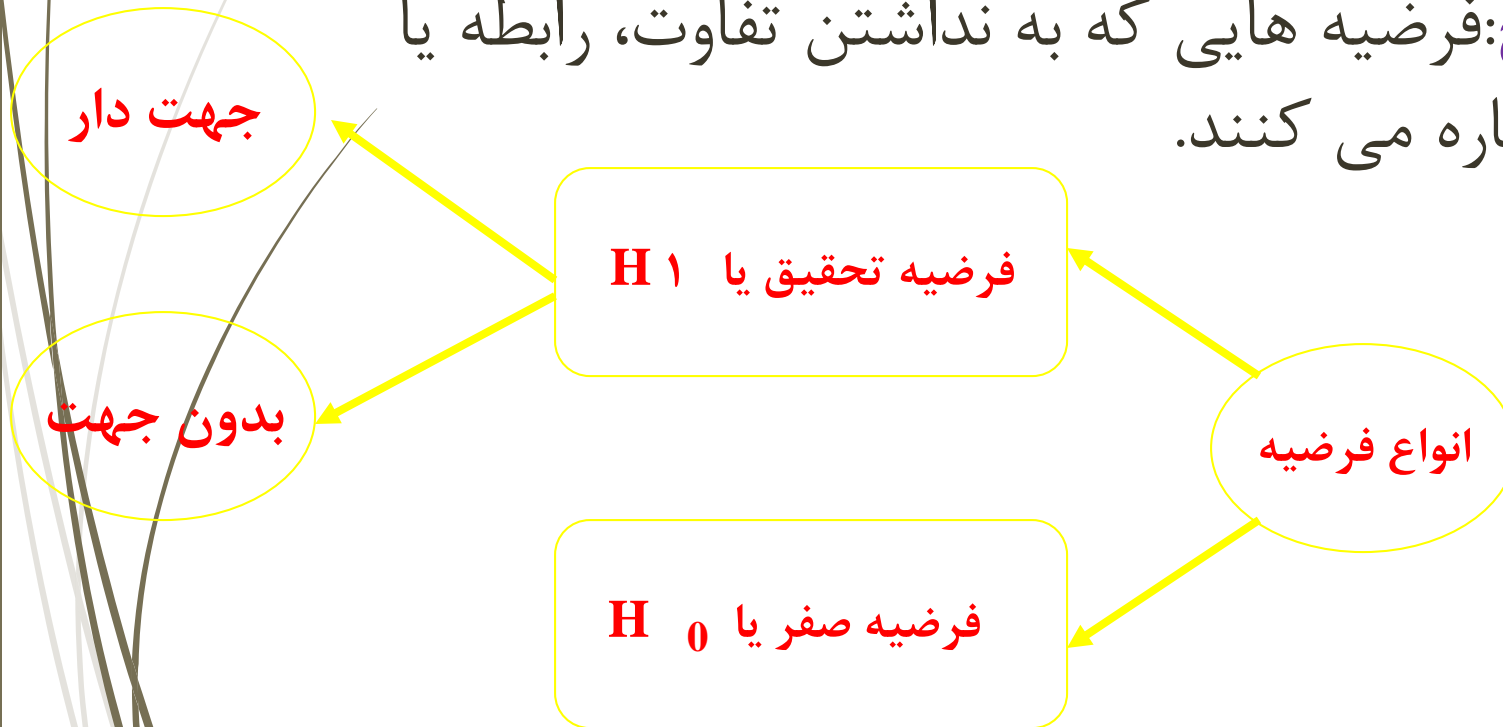 :فرضیه هایی که به نداشتن تفاوت، رابطه یا
می کنند.
جهت دار
فرضیه تحقیق یا H ۱
بدون جهت
انواع فرضیه
فرضیه صفر یا H 0